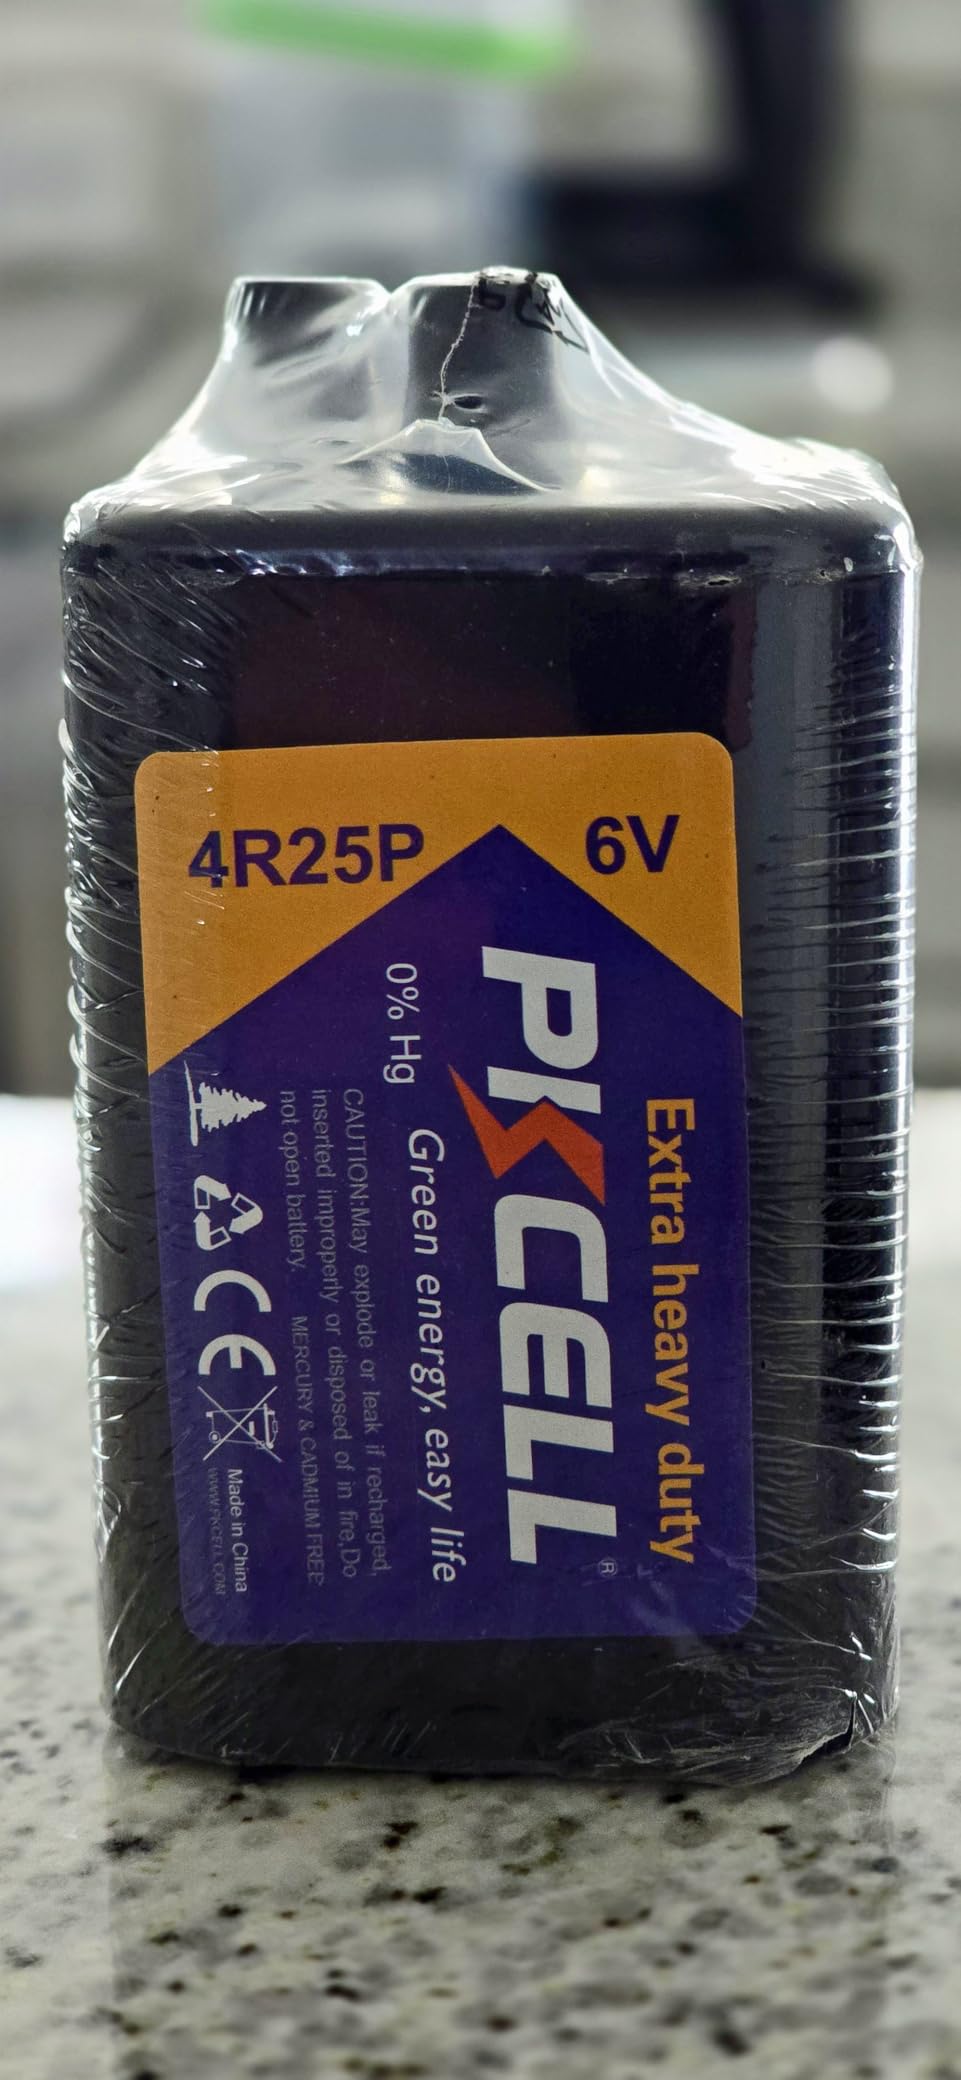 4R25P
6V
Extra heavy duty
PKCELL®
Green energy, easy life
0% Hg
CAUTION:May explode or leak if recharged,
inserted improperly or disposed of in fire,Do
not open battery. MERCURY & CADMIUM FREE
CE
Made in China
WWW.PKCELL.COM